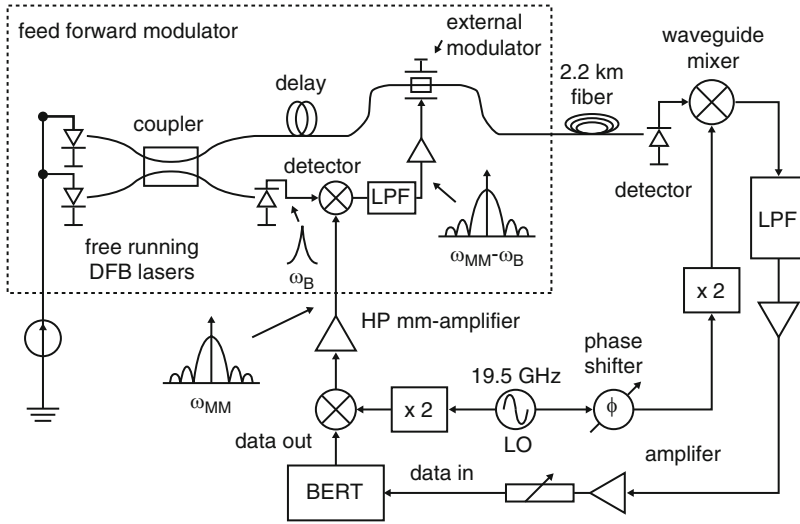 feed forward modulator
external
modulator
waveguide
mixer
2.2 km
fiber
delay
coupler
detector
LPF
detector
LPF
free running
DFB lasers
ω_B
ω_MM-ω_B
x 2
HP mm-amplifier
phase
shifter
19.5 GHz
ω_MM
x 2
ϕ
LO
data out
amplifer
data in
BERT